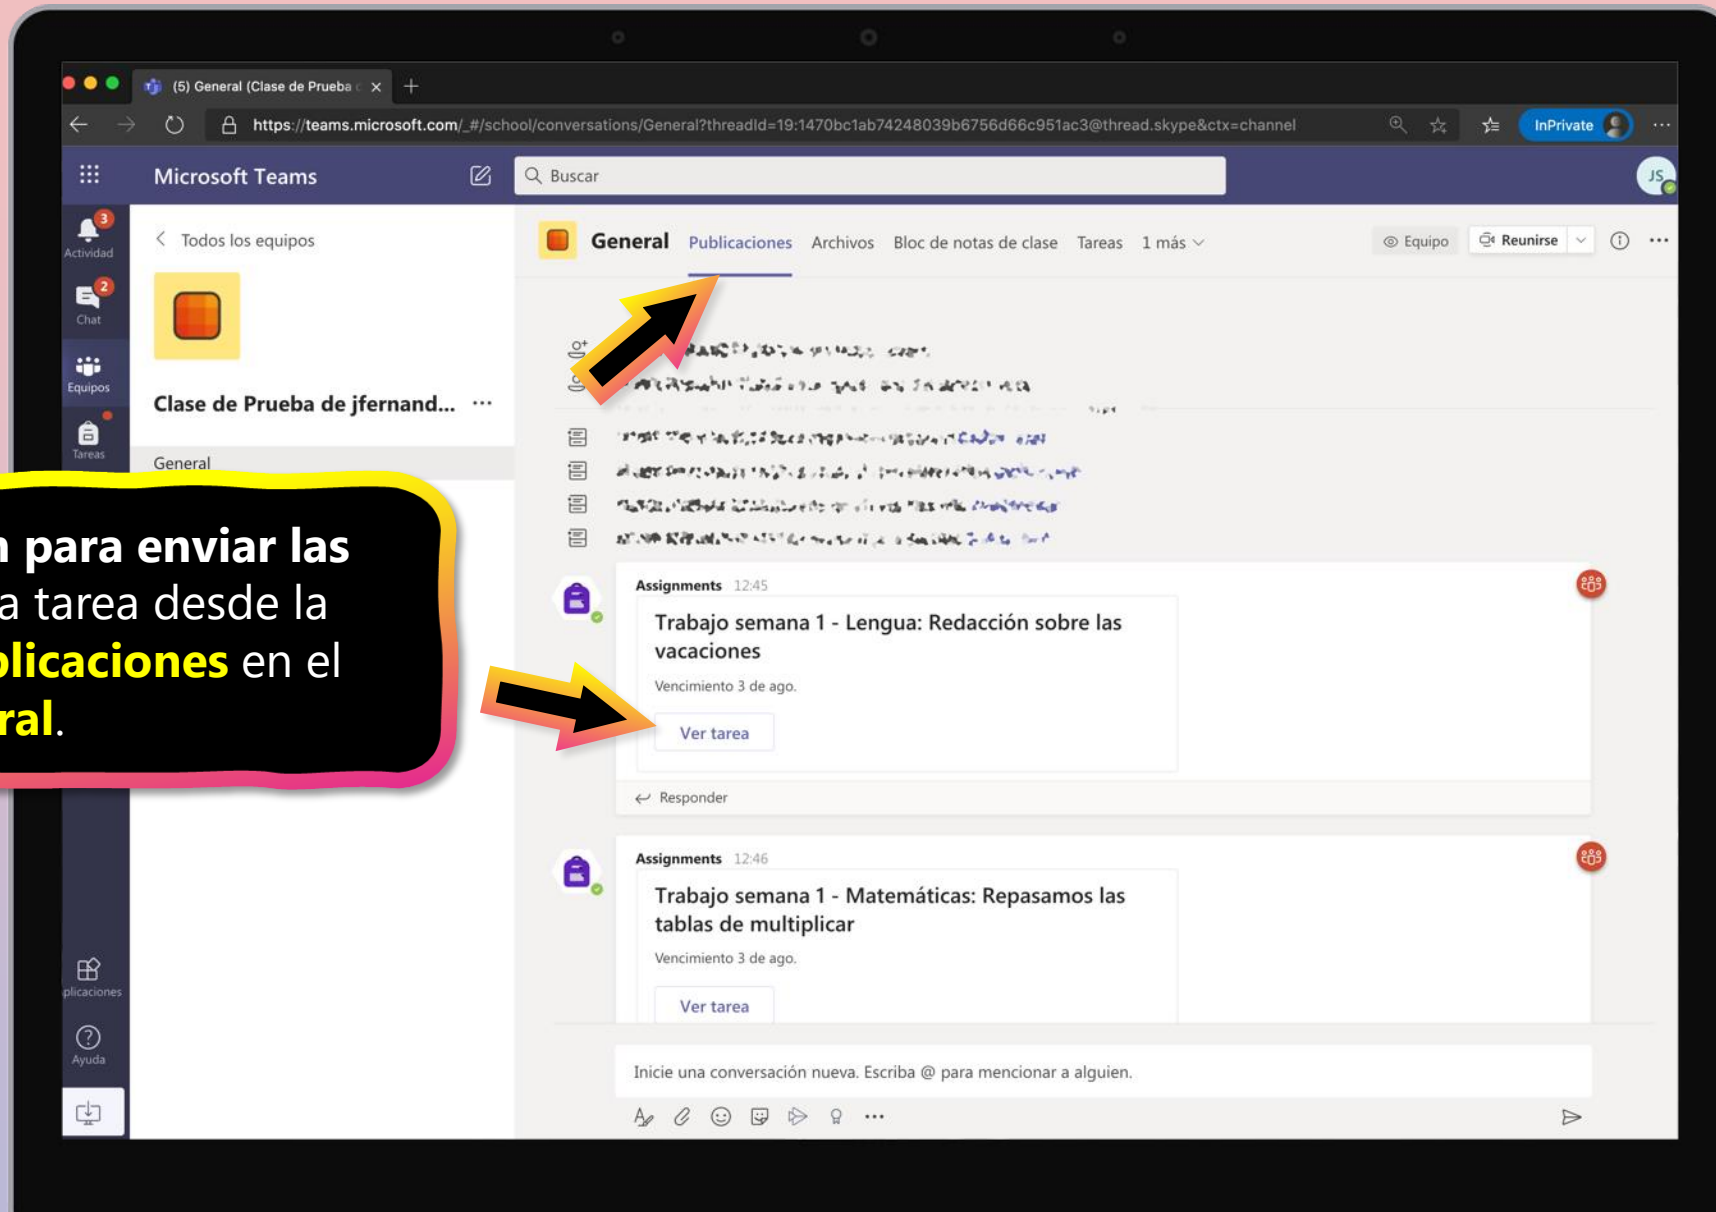 (5) General (Clase de Prueba
https://teams.microsoft.com/_#/school/conversations/General?threadId=19:1470bc1ab74248039b6756d66c951ac3@thread.skype&ctx=channel
InPrivate
Microsoft Teams
Buscar
JS
3
Actividad
2
Chat
Equipos
Tareas
plicaciones
Ayuda
Todos los equipos
Clase de Prueba de jfernand... ...
General
General Publicaciones Archivos Bloc de notas de clase Tareas 1 más
Equipo Reunirse
n para enviar las
a tarea desde la
blicaciones en el
ral.
Assignments 12:45
Trabajo semana 1 - Lengua: Redacción sobre las
vacaciones
Vencimiento 3 de ago.
Ver tarea
Responder
Assignments 12:46
Trabajo semana 1 - Matemáticas: Repasamos las
tablas de multiplicar
Vencimiento 3 de ago.
Ver tarea
Inicie una conversación nueva. Escriba @ para mencionar a alguien.